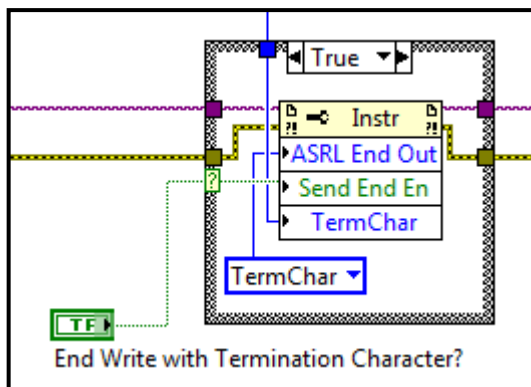 True
?! Instr ?!
ASRL End Out
? Send End En
TermChar
TermChar
TF
End Write with Termination Character?